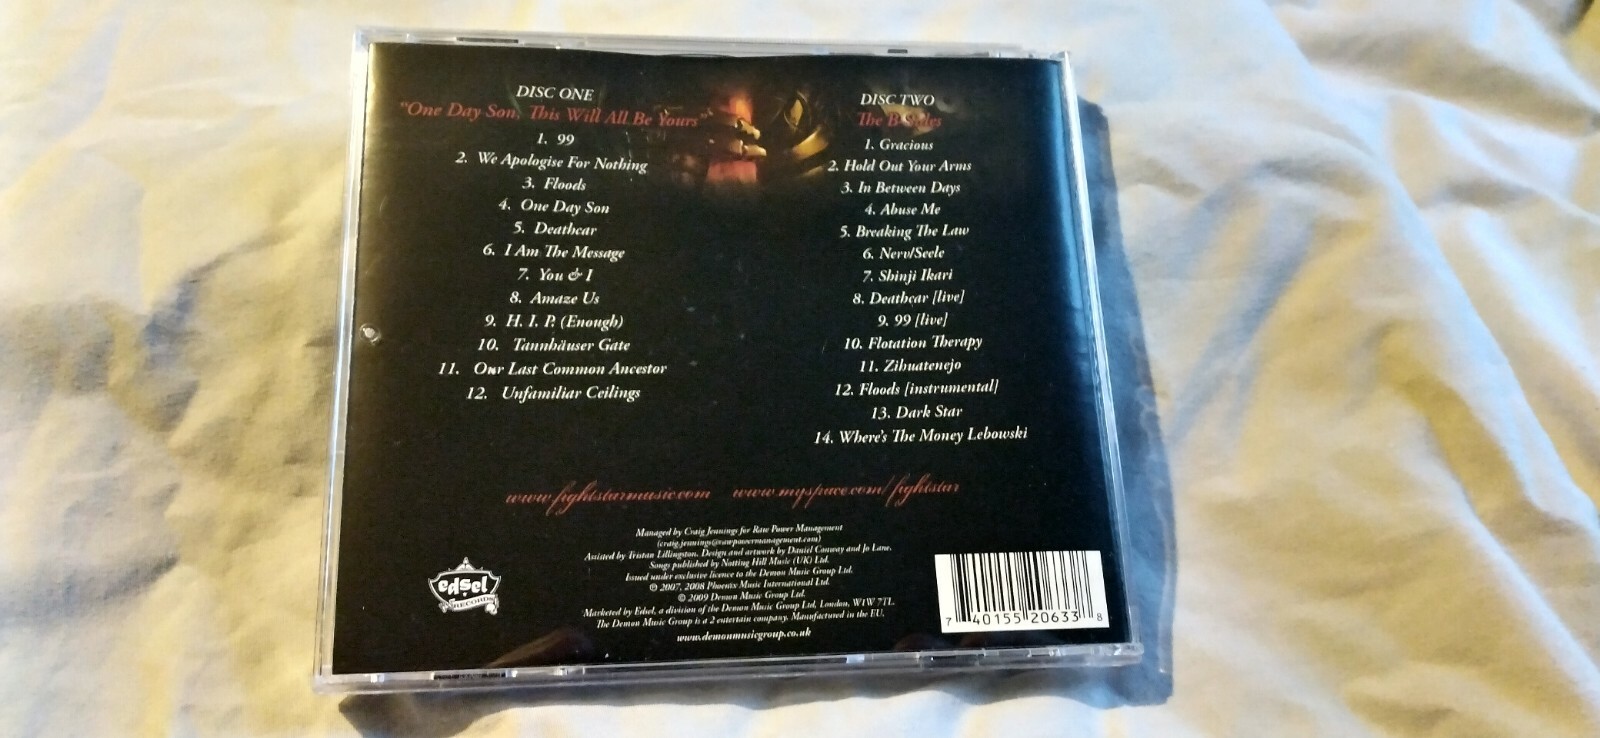 DISC ONE
"One Day Son, This Will All Be Yours"
1. 99
2. We Apologise For Nothing
3. Floods
4. One Day Son
5. Deathcar
6. I Am The Message
7. You & I
8. Amaze Us
9. H. I. P. (Enough)
10. Tannhäuser Gate
11. Our Last Common Ancestor
12. Unfamiliar Ceilings
DISC TWO
The B-Sides
1. Gracious
2. Hold Out Your Arms
3. In Between Days
4. Abuse Me
5. Breaking The Law
6. Nerv/Seele
7. Shinji Ikari
8. Deathcar [live]
9. 99 [live]
10. Flotation Therapy
11. Zihuatenejo
12. Floods [instrumental]
13. Dark Star
14. Where's The Money Lebowski
www.fightstarmusic.com www.myspace.com/fightstar
Managed by Craig Jennings for Raw Power Management
(craig.jennings@rawpowermanagement.com)
Assisted by Tristan Lillingston. Design and artwork by Daniel Conway and Jo Lane.
Songs published by Notting Hill Music (UK) Ltd.
Issued under exclusive licence to the Demon Music Group Ltd.
℗ 2007, 2008 Phoenix Music International Ltd.
© 2009 Demon Music Group Ltd.
Marketed by Edsel, a division of the Demon Music Group Ltd, London, W1W 7TL
The Demon Music Group is a 2 entertain company. Manufactured in the EU.
www.demonmusicgroup.co.uk
edsel
RECORDS
7 40155 20633 8